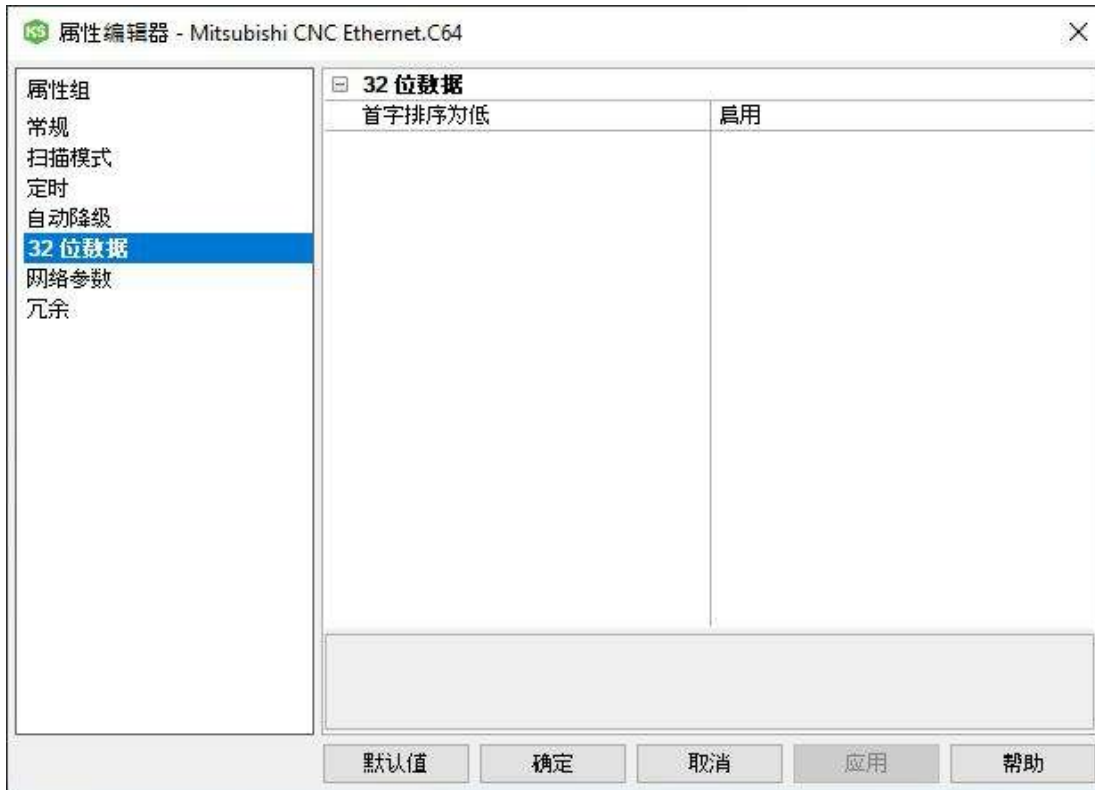 KS 属性编辑器 - Mitsubishi CNC Ethernet.C64
属性组
常规
扫描模式
定时
自动降级
32 位数据
网络参数
冗余
32 位数据
首字排序为低 启用
默认值 确定 取消 应用 帮助